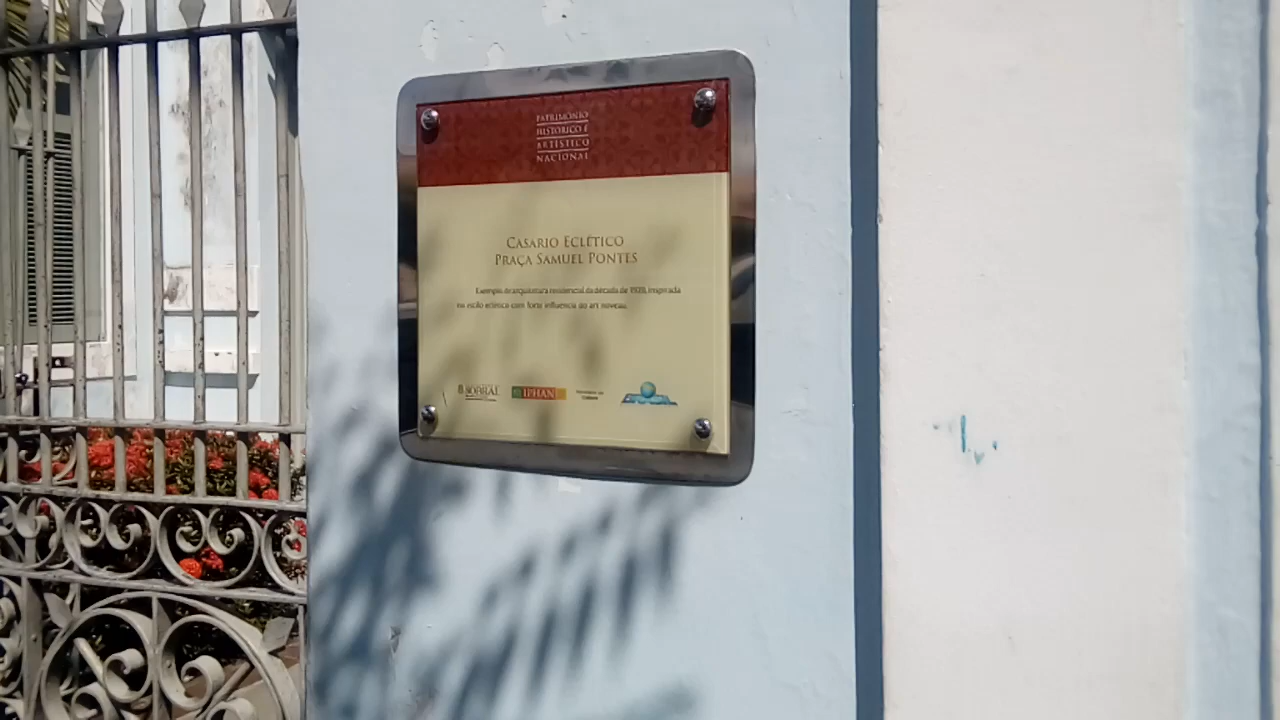 PATRIMÔNIO
HISTÓRICO E
ARTÍSTICO
NACIONAL
CASARIO ECLÉTICO
PRAÇA SAMUEL PONTES
Exemplo de arquitetura residencial da década de 1920, inspirada
no estilo eclético com forte influência do art noveau.
SOBRAL
IPHAN